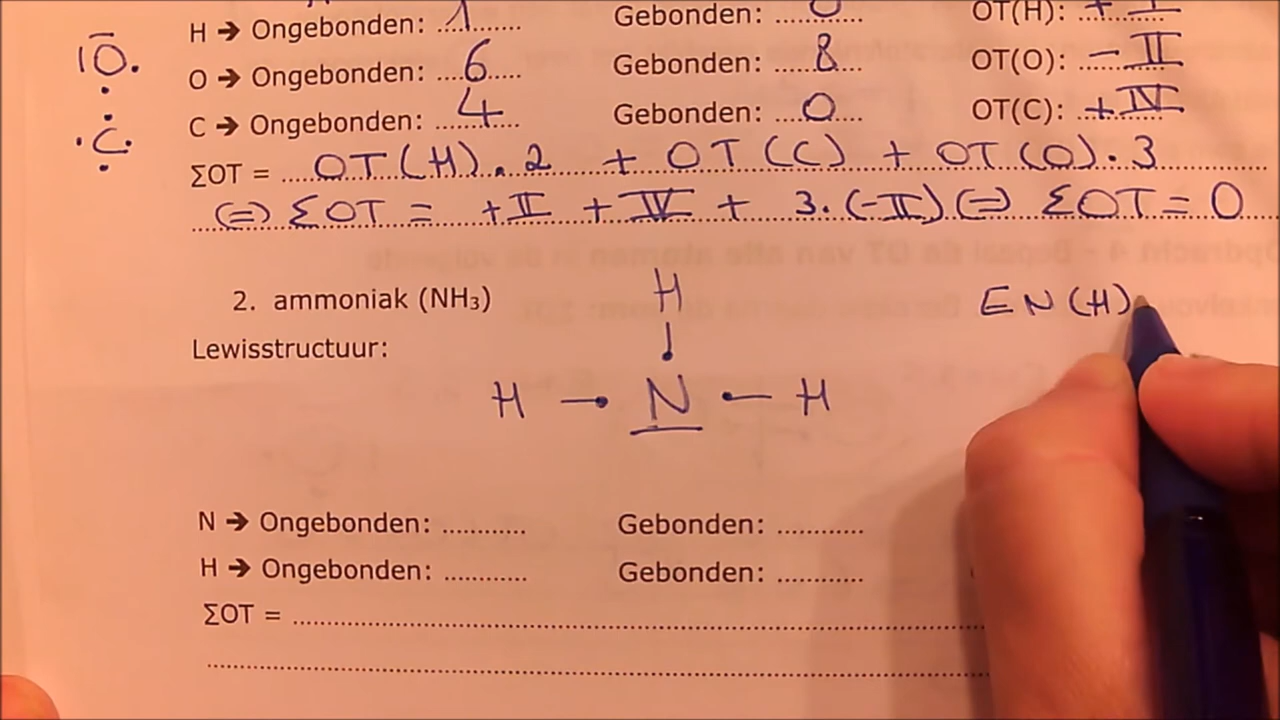 H → Ongebonden: 1 Gebonden: 0 OT(H): + I
|O. O → Ongebonden: 6 Gebonden: 8 OT(O): - II
.C. C → Ongebonden: 4 Gebonden: 0 OT(C): + IV
ΣOT = OT(H).2 + OT(C) + OT(O).3
(=) ΣOT = +II + IV + 3.(-II) (=) ΣOT = 0
2. ammoniak (NH₃) H EN(H)
Lewisstructuur:
H N H
N → Ongebonden: .......... Gebonden: ..........
H → Ongebonden: .......... Gebonden: ..........
ΣOT = ..........